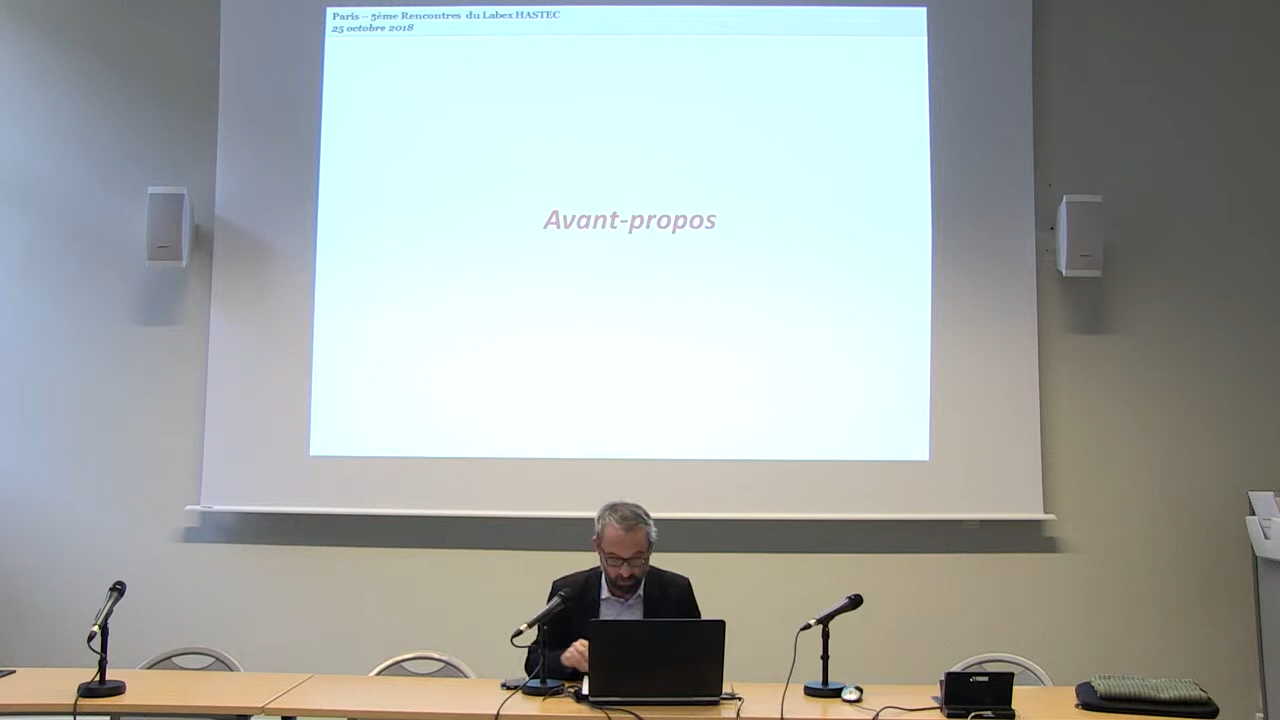 Paris – 5ème Rencontres du Labex HASTEC
25 octobre 2018
Avant-propos